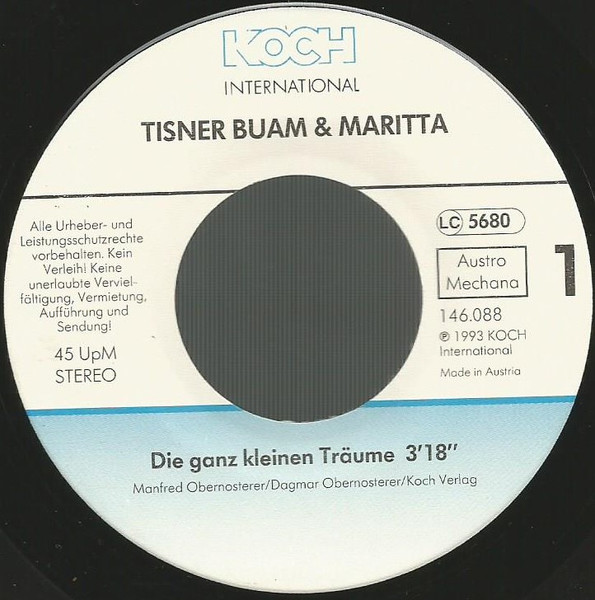 KOCH
INTERNATIONAL
TISNER BUAM & MARITTA
Alle Urheber- und
Leistungsschutzrechte
vorbehalten. Kein
Verleih! Keine
unerlaubte Verviel-
fältigung, Vermietung,
Aufführung und
Sendung!
45 UpM
STEREO
LC 5680
Austro
Mechana
1
146.088
℗ 1993 KOCH
International
Made in Austria
Die ganz kleinen Träume 3'18"
Manfred Obernosterer/Dagmar Obernosterer/Koch Verlag